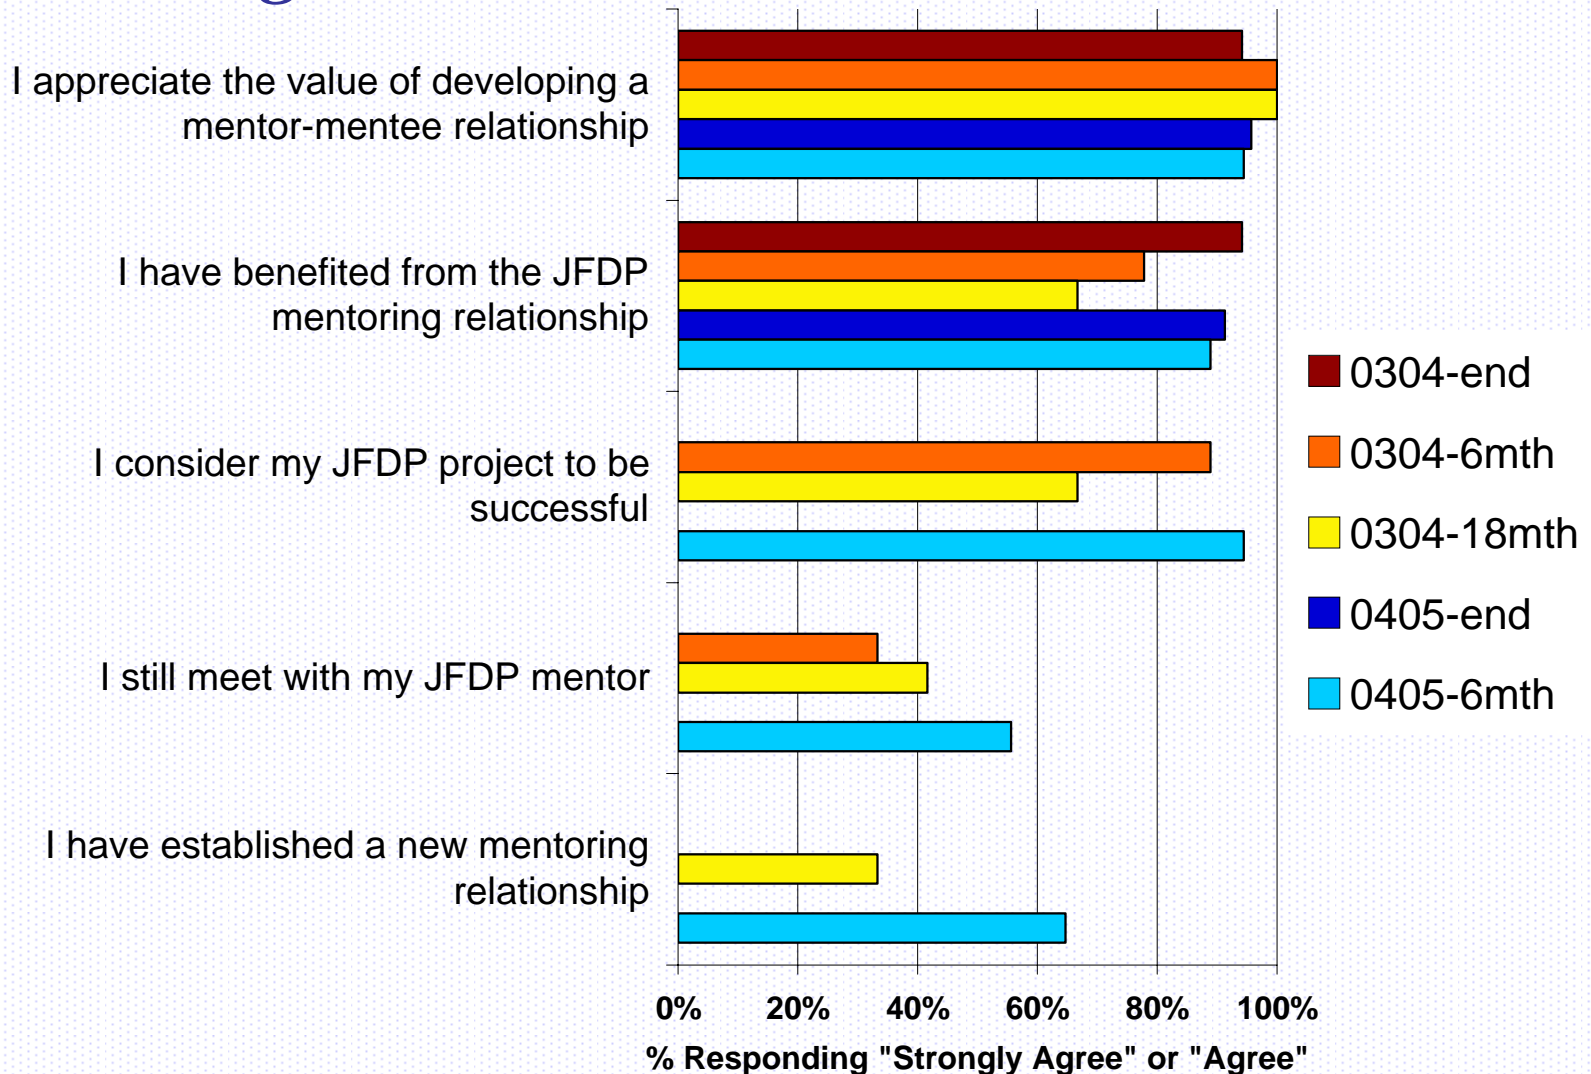 I appreciate the value of developing a
mentor-mentee relationship
I have benefited from the JFDP
mentoring relationship
I consider my JFDP project to be
successful
I still meet with my JFDP mentor
I have established a new mentoring
relationship
0304-end
0304-6mth
0304-18mth
0405-end
0405-6mth
0% 20% 40% 60% 80% 100%
% Responding "Strongly Agree" or "Agree"